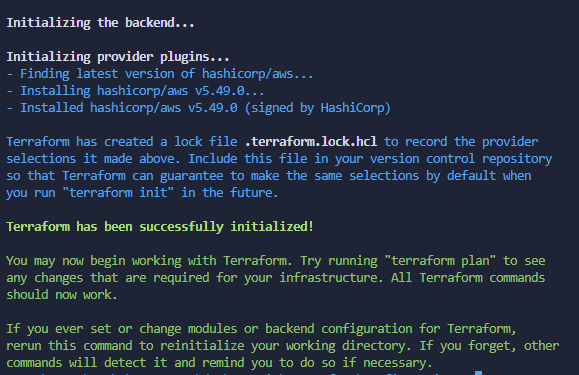 Initializing the backend...
Initializing provider plugins...
- Finding latest version of hashicorp/aws...
- Installing hashicorp/aws v5.49.0...
- Installed hashicorp/aws v5.49.0 (signed by HashiCorp)
Terraform has created a lock file .terraform.lock.hcl to record the provider
selections it made above. Include this file in your version control repository
so that Terraform can guarantee to make the same selections by default when
you run "terraform init" in the future.
Terraform has been successfully initialized!
You may now begin working with Terraform. Try running "terraform plan" to see
any changes that are required for your infrastructure. All Terraform commands
should now work.
If you ever set or change modules or backend configuration for Terraform,
rerun this command to reinitialize your working directory. If you forget, other
commands will detect it and remind you to do so if necessary.